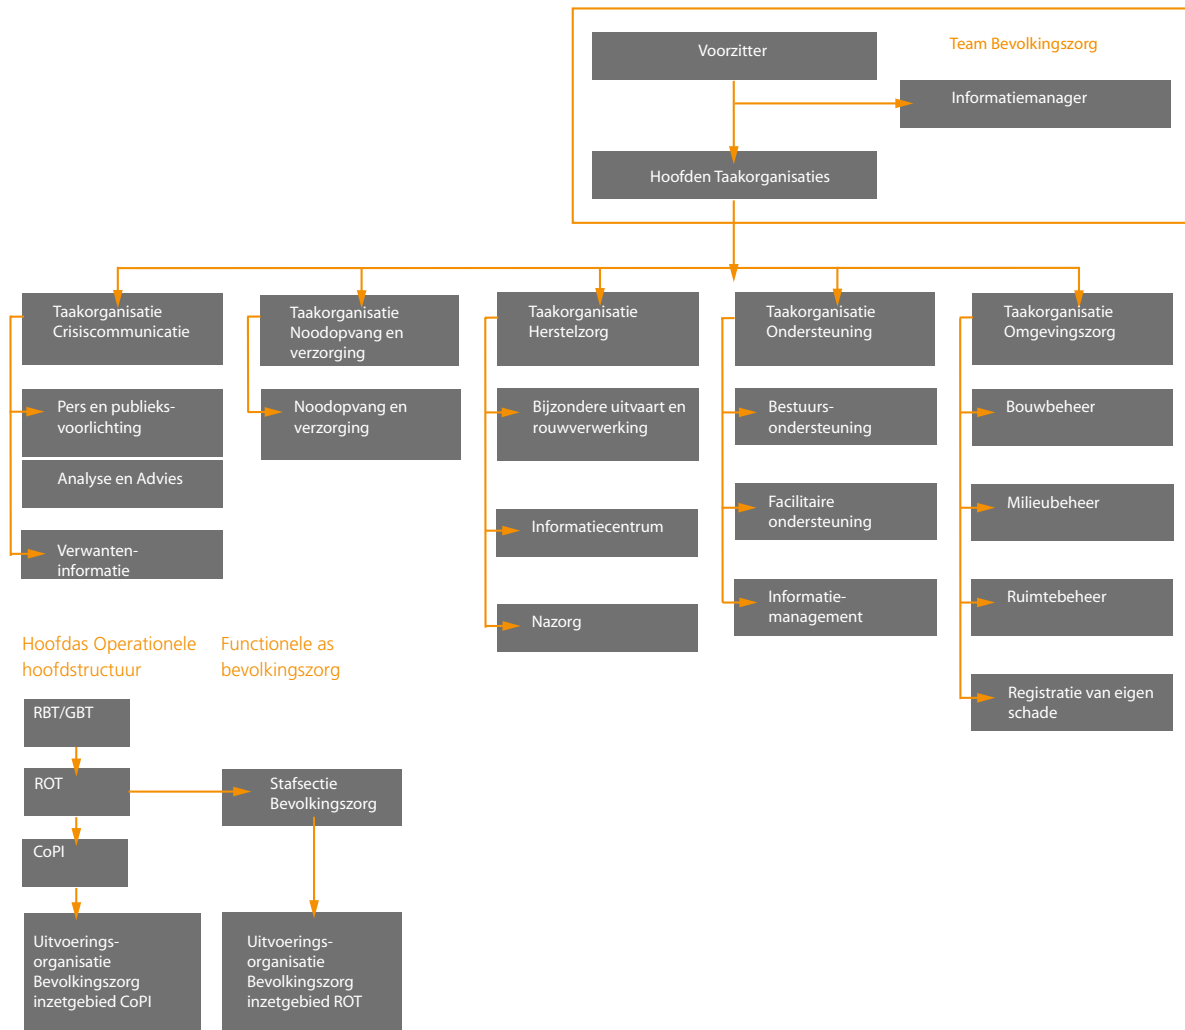 Voorzitter
Team Bevolkingszorg
Informatiemanager
Hoofden Taakorganisaties
Taakorganisatie
Crisiscommunicatie
Taakorganisatie
Noodopvang en
verzorging
Taakorganisatie
Herstelzorg
Taakorganisatie
Ondersteuning
Taakorganisatie
Omgevingszorg
Pers en publieks-
voorlichting
Analyse en Advies
Verwanten-
informatie
Noodopvang en
verzorging
Bijzondere uitvaart en
rouwverwerking
Informatiecentrum
Nazorg
Bestuurs-
ondersteuning
Facilitaire
ondersteuning
Informatie-
management
Bouwbeheer
Milieubeheer
Ruimtebeheer
Registratie van eigen
schade
Hoofdas Operationele
hoofdstructuur
Functionele as
bevolkingszorg
RBT/GBT
ROT
Stafsectie
Bevolkingszorg
CoPI
Uitvoerings-
organisatie
Bevolkingszorg
inzetgebied CoPI
Uitvoerings-
organisatie
Bevolkingszorg
inzetgebied ROT